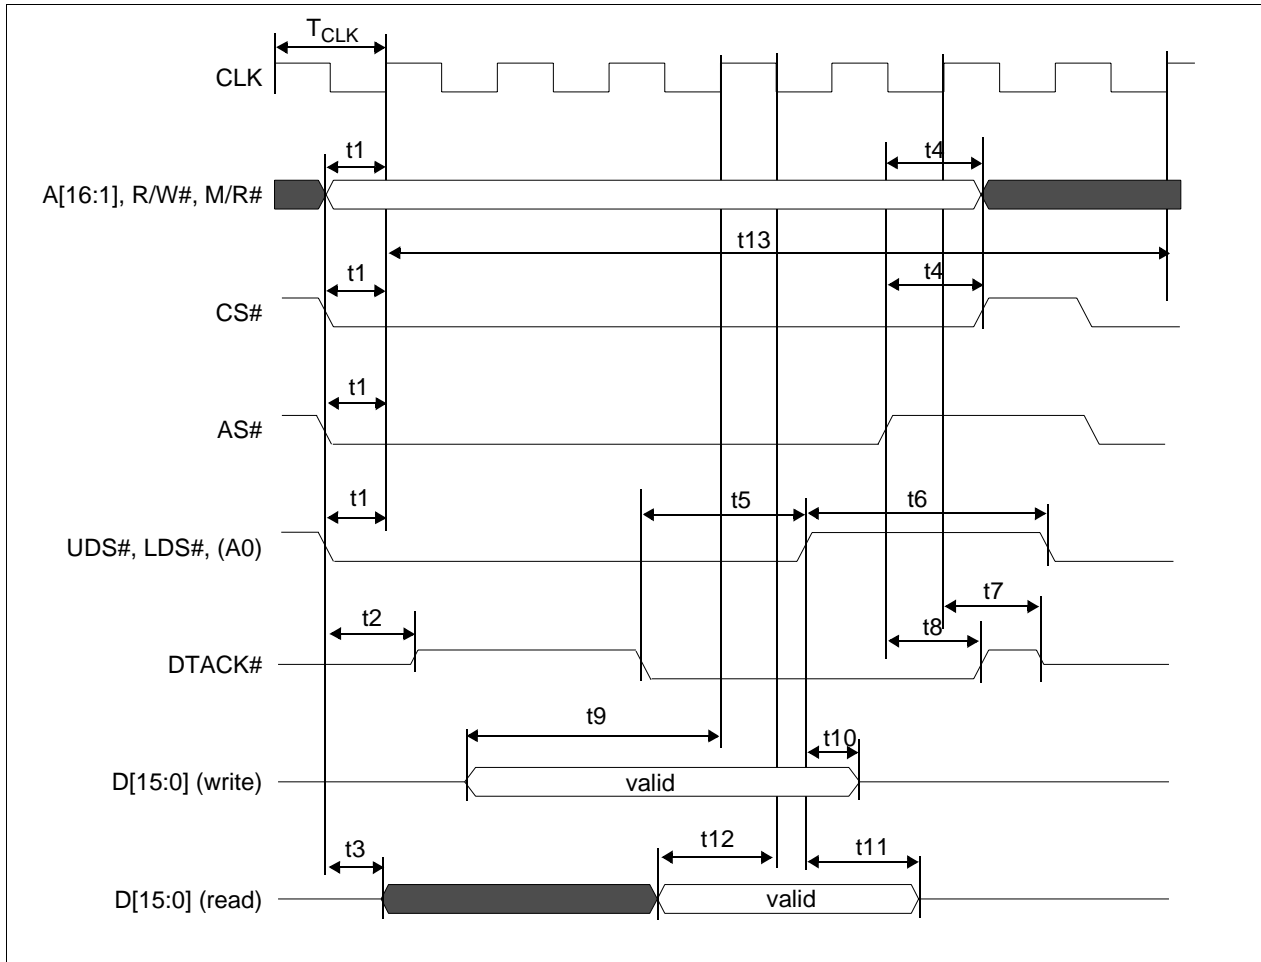 TCLK
CLK
t1
t4
A[16:1], R/W#, M/R#
t13
t1
t4
CS#
t1
AS#
t1
t5
t6
UDS#, LDS#, (A0)
t7
t2
t8
DTACK#
t9
t10
D[15:0] (write)
valid
t12
t3
t11
D[15:0] (read)
valid